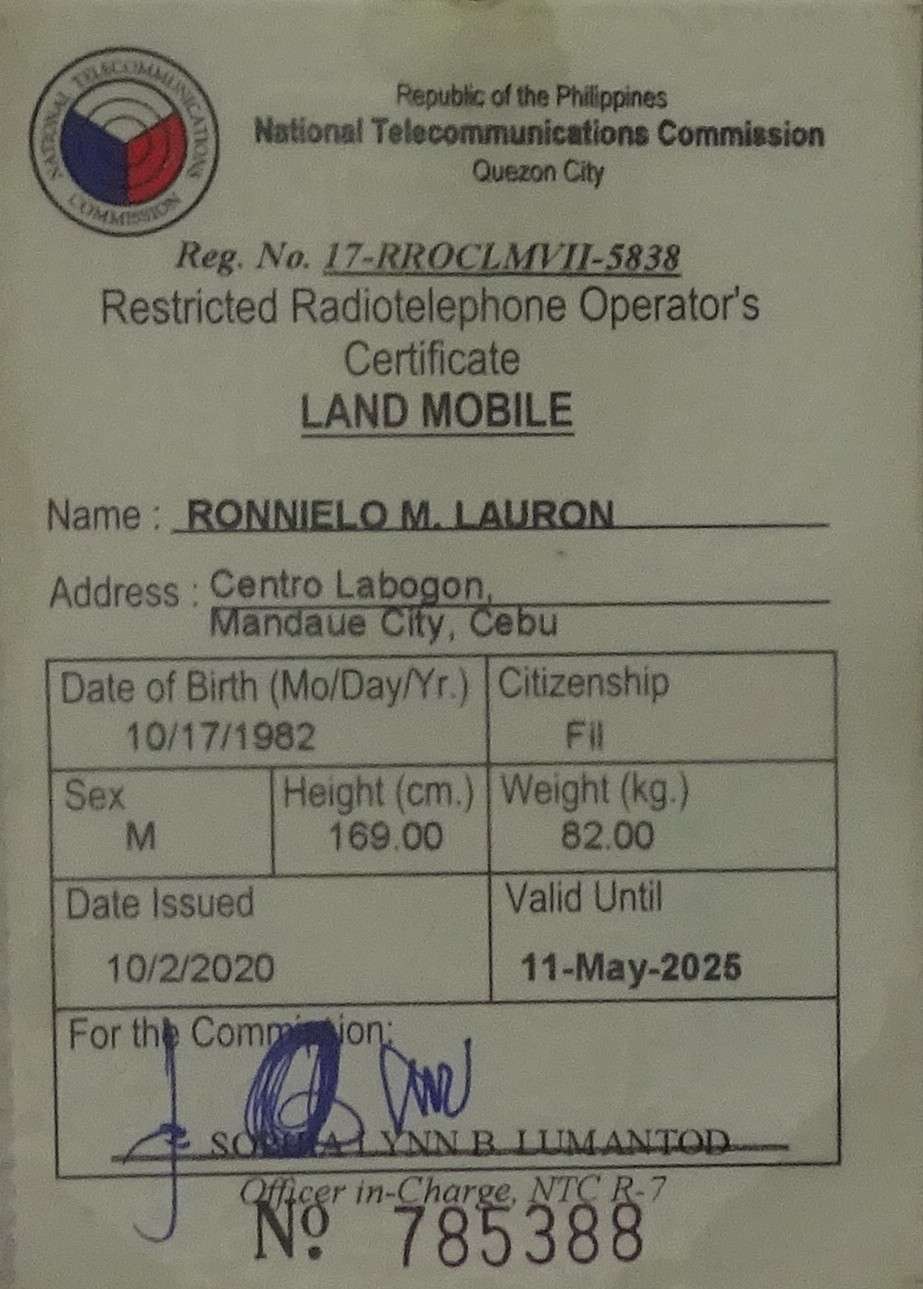 NATIONAL TELECOMMUNICATIONS COMMISSION
Republic of the Philippines
National Telecommunications Commission
Quezon City
Reg. No. 17-RROCLMVII-5838
Restricted Radiotelephone Operator's
Certificate
LAND MOBILE
Name : RONNIELO M. LAURON
Address : Centro Labogon,
Mandaue City, Cebu
Date of Birth (Mo/Day/Yr.) Citizenship
10/17/1982 Fil
Sex Height (cm.) Weight (kg.)
M 169.00 82.00
Date Issued Valid Until
10/2/2020 11-May-2025
For the Commission:
LYNN B. LUMANTOD
Officer in-Charge, NTC R-7
Nº. 785388